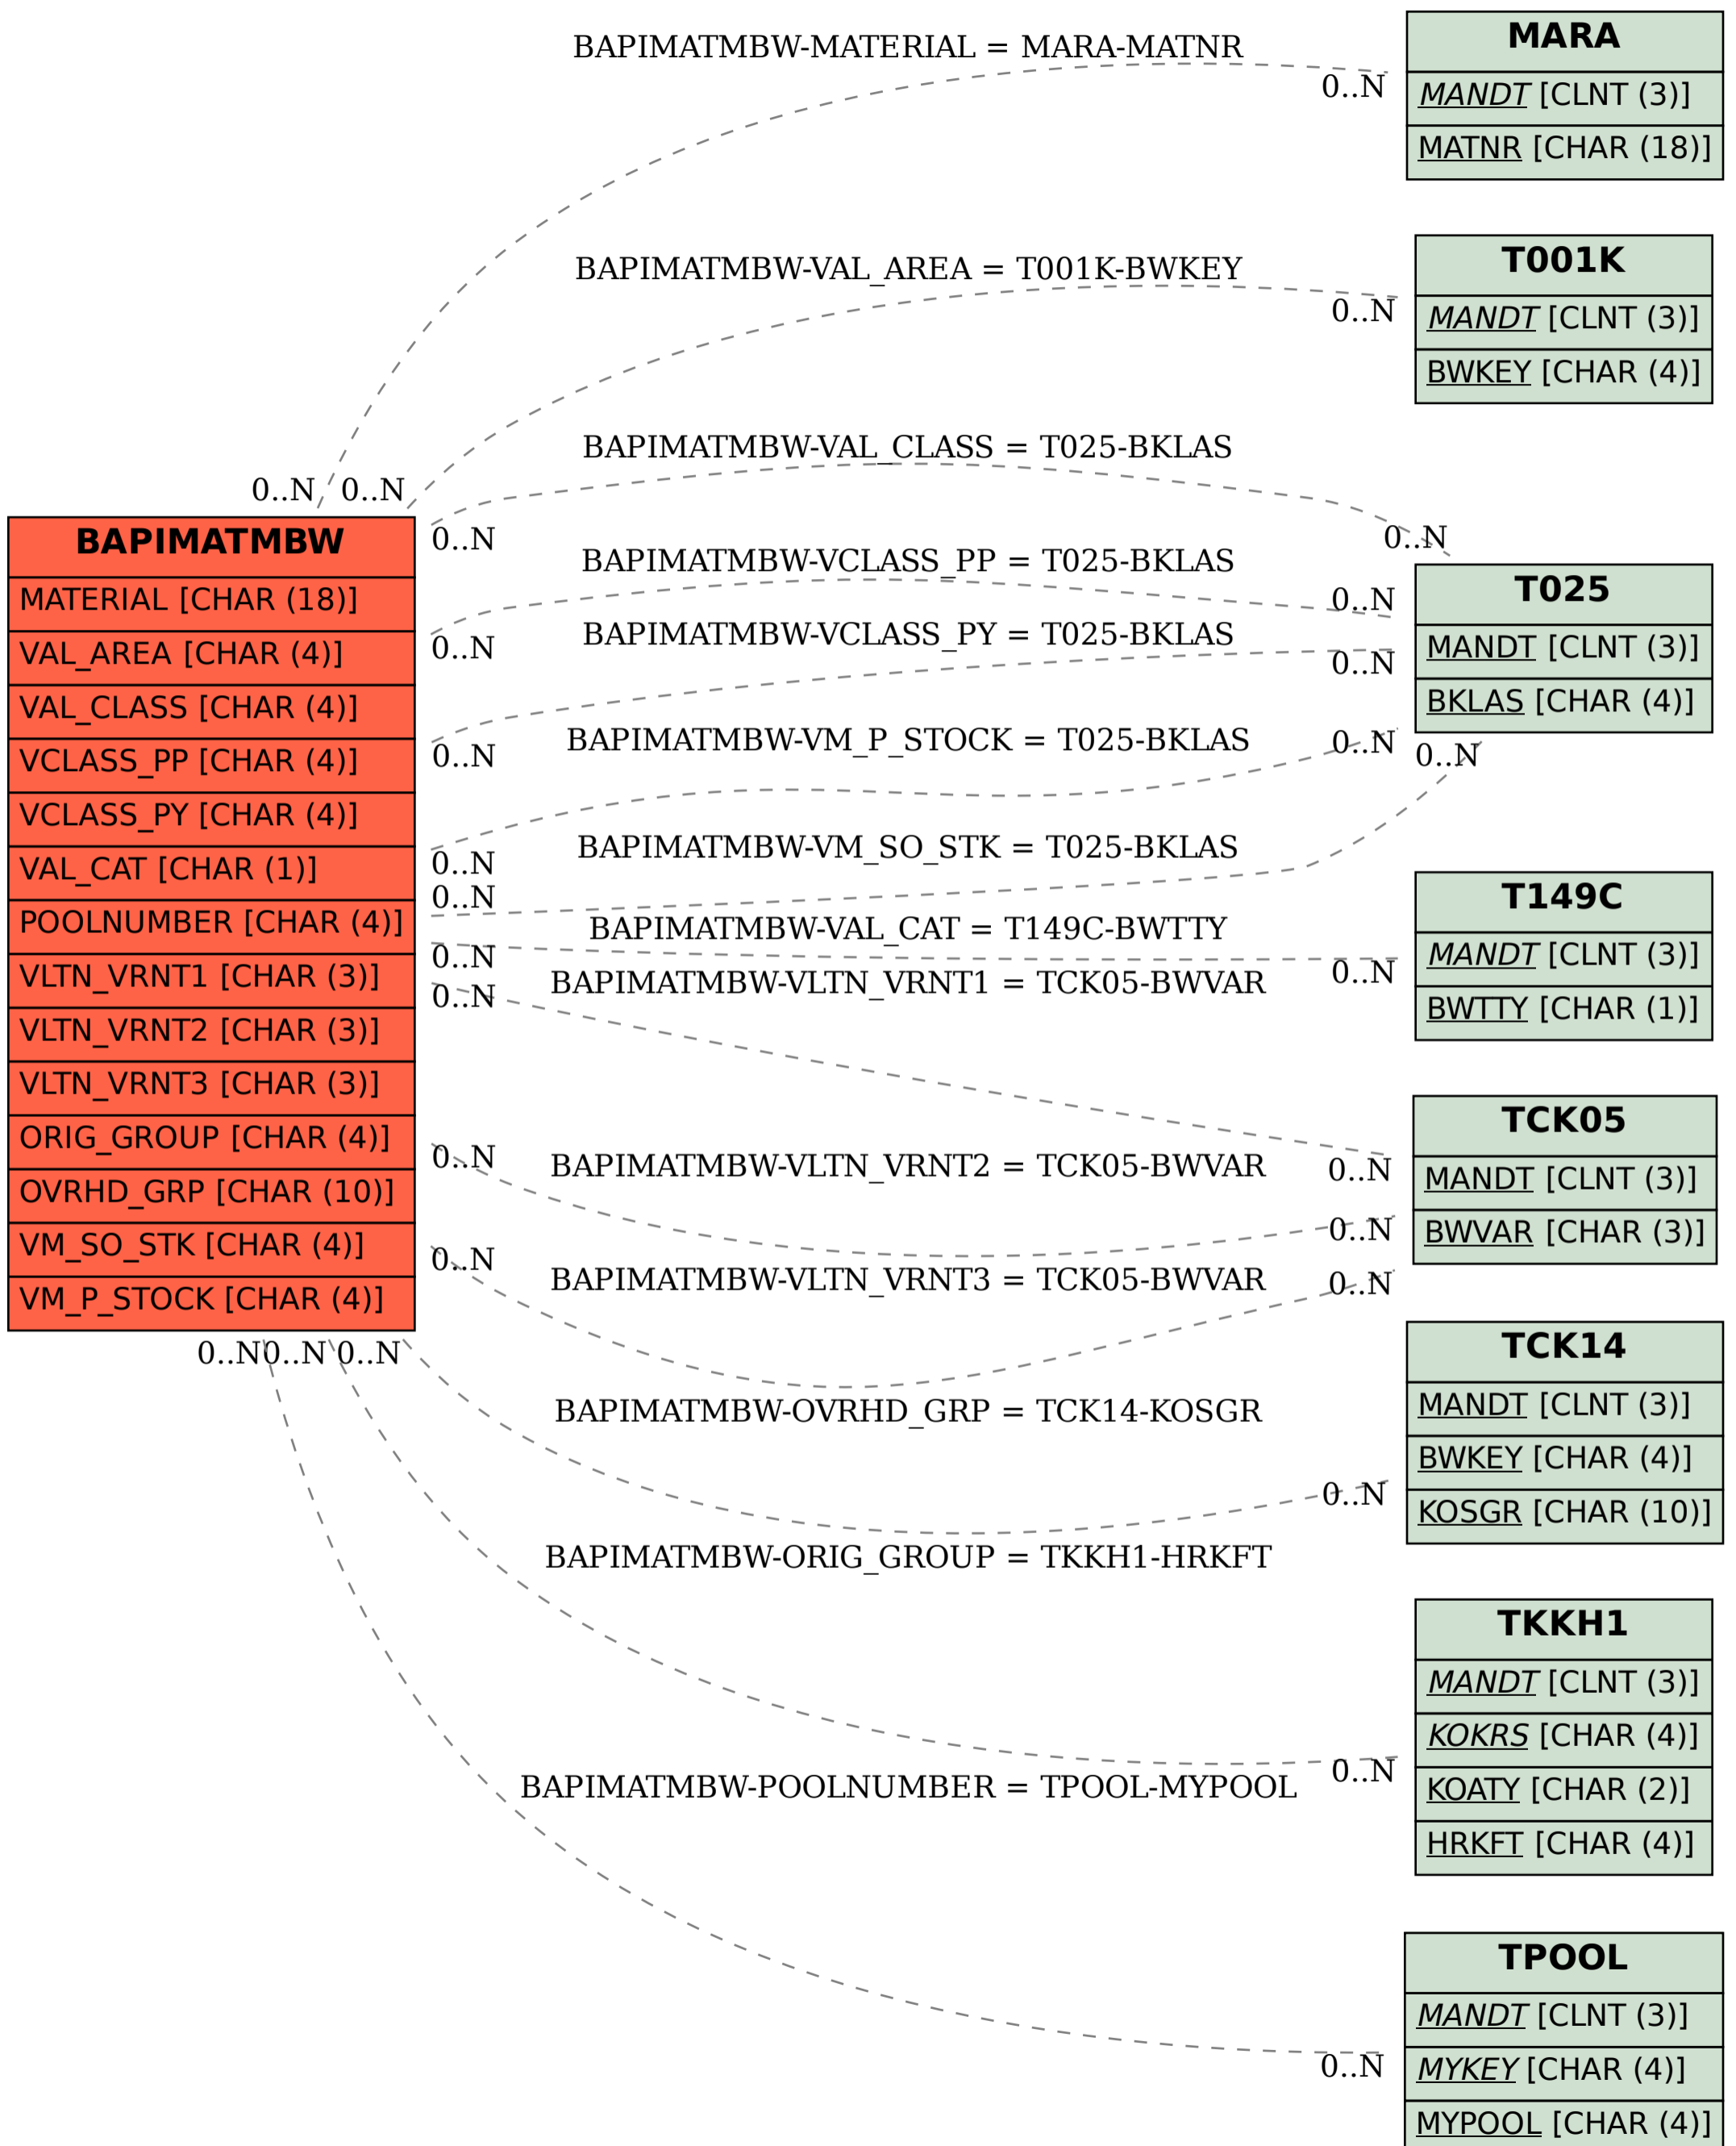 BAPIMATMBW-MATERIAL = MARA-MATNR
0..N
MARA
MANDT [CLNT (3)]
MATNR [CHAR (18)]
BAPIMATMBW-VAL_AREA = T001K-BWKEY
0..N
T001K
MANDT [CLNT (3)]
BWKEY [CHAR (4)]
0..N
0..N
BAPIMATMBW-VAL_CLASS = T025-BKLAS
0..N
0..N
BAPIMATMBW
MATERIAL [CHAR (18)]
VAL_AREA [CHAR (4)]
VAL_CLASS [CHAR (4)]
VCLASS_PP [CHAR (4)]
VCLASS_PY [CHAR (4)]
VAL_CAT [CHAR (1)]
POOLNUMBER [CHAR (4)]
VLTN_VRNT1 [CHAR (3)]
VLTN_VRNT2 [CHAR (3)]
VLTN_VRNT3 [CHAR (3)]
ORIG_GROUP [CHAR (4)]
OVRHD_GRP [CHAR (10)]
VM_SO_STK [CHAR (4)]
VM_P_STOCK [CHAR (4)]
BAPIMATMBW-VCLASS_PP = T025-BKLAS
0..N
0..N
BAPIMATMBW-VCLASS_PY = T025-BKLAS
0..N
0..N
BAPIMATMBW-VM_P_STOCK = T025-BKLAS
0..N
0..N
T025
MANDT [CLNT (3)]
BKLAS [CHAR (4)]
0..N
BAPIMATMBW-VM_SO_STK = T025-BKLAS
0..N
BAPIMATMBW-VAL_CAT = T149C-BWTTY
0..N
0..N
T149C
MANDT [CLNT (3)]
BWTTY [CHAR (1)]
BAPIMATMBW-VLTN_VRNT1 = TCK05-BWVAR
0..N
0..N
BAPIMATMBW-VLTN_VRNT2 = TCK05-BWVAR
0..N
0..N
BAPIMATMBW-VLTN_VRNT3 = TCK05-BWVAR
0..N
0..N
TCK05
MANDT [CLNT (3)]
BWVAR [CHAR (3)]
0..N
0..N
0..N
BAPIMATMBW-OVRHD_GRP = TCK14-KOSGR
0..N
TCK14
MANDT [CLNT (3)]
BWKEY [CHAR (4)]
KOSGR [CHAR (10)]
BAPIMATMBW-ORIG_GROUP = TKKH1-HRKFT
0..N
TKKH1
MANDT [CLNT (3)]
KOKRS [CHAR (4)]
KOATY [CHAR (2)]
HRKFT [CHAR (4)]
BAPIMATMBW-POOLNUMBER = TPOOL-MYPOOL
0..N
TPOOL
MANDT [CLNT (3)]
MYKEY [CHAR (4)]
MYPOOL [CHAR (4)]